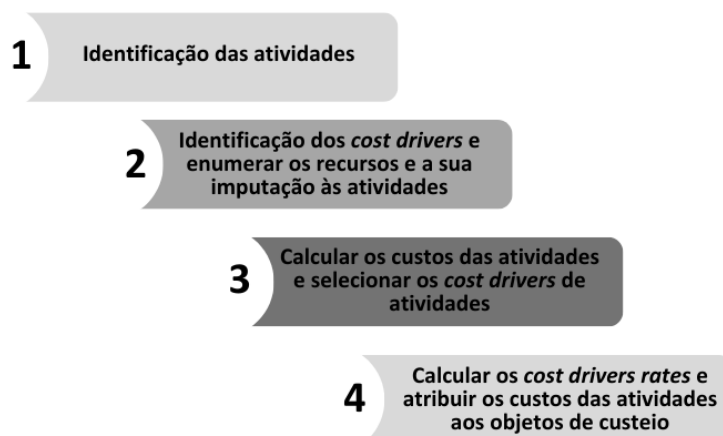 1
Identificação das atividades
2
Identificação dos cost drivers e
enumerar os recursos e a sua
imputação às atividades
3
Calcular os custos das atividades
e selecionar os cost drivers de
atividades
4
Calcular os cost drivers rates e
atribuir os custos das atividades
aos objetos de custeio